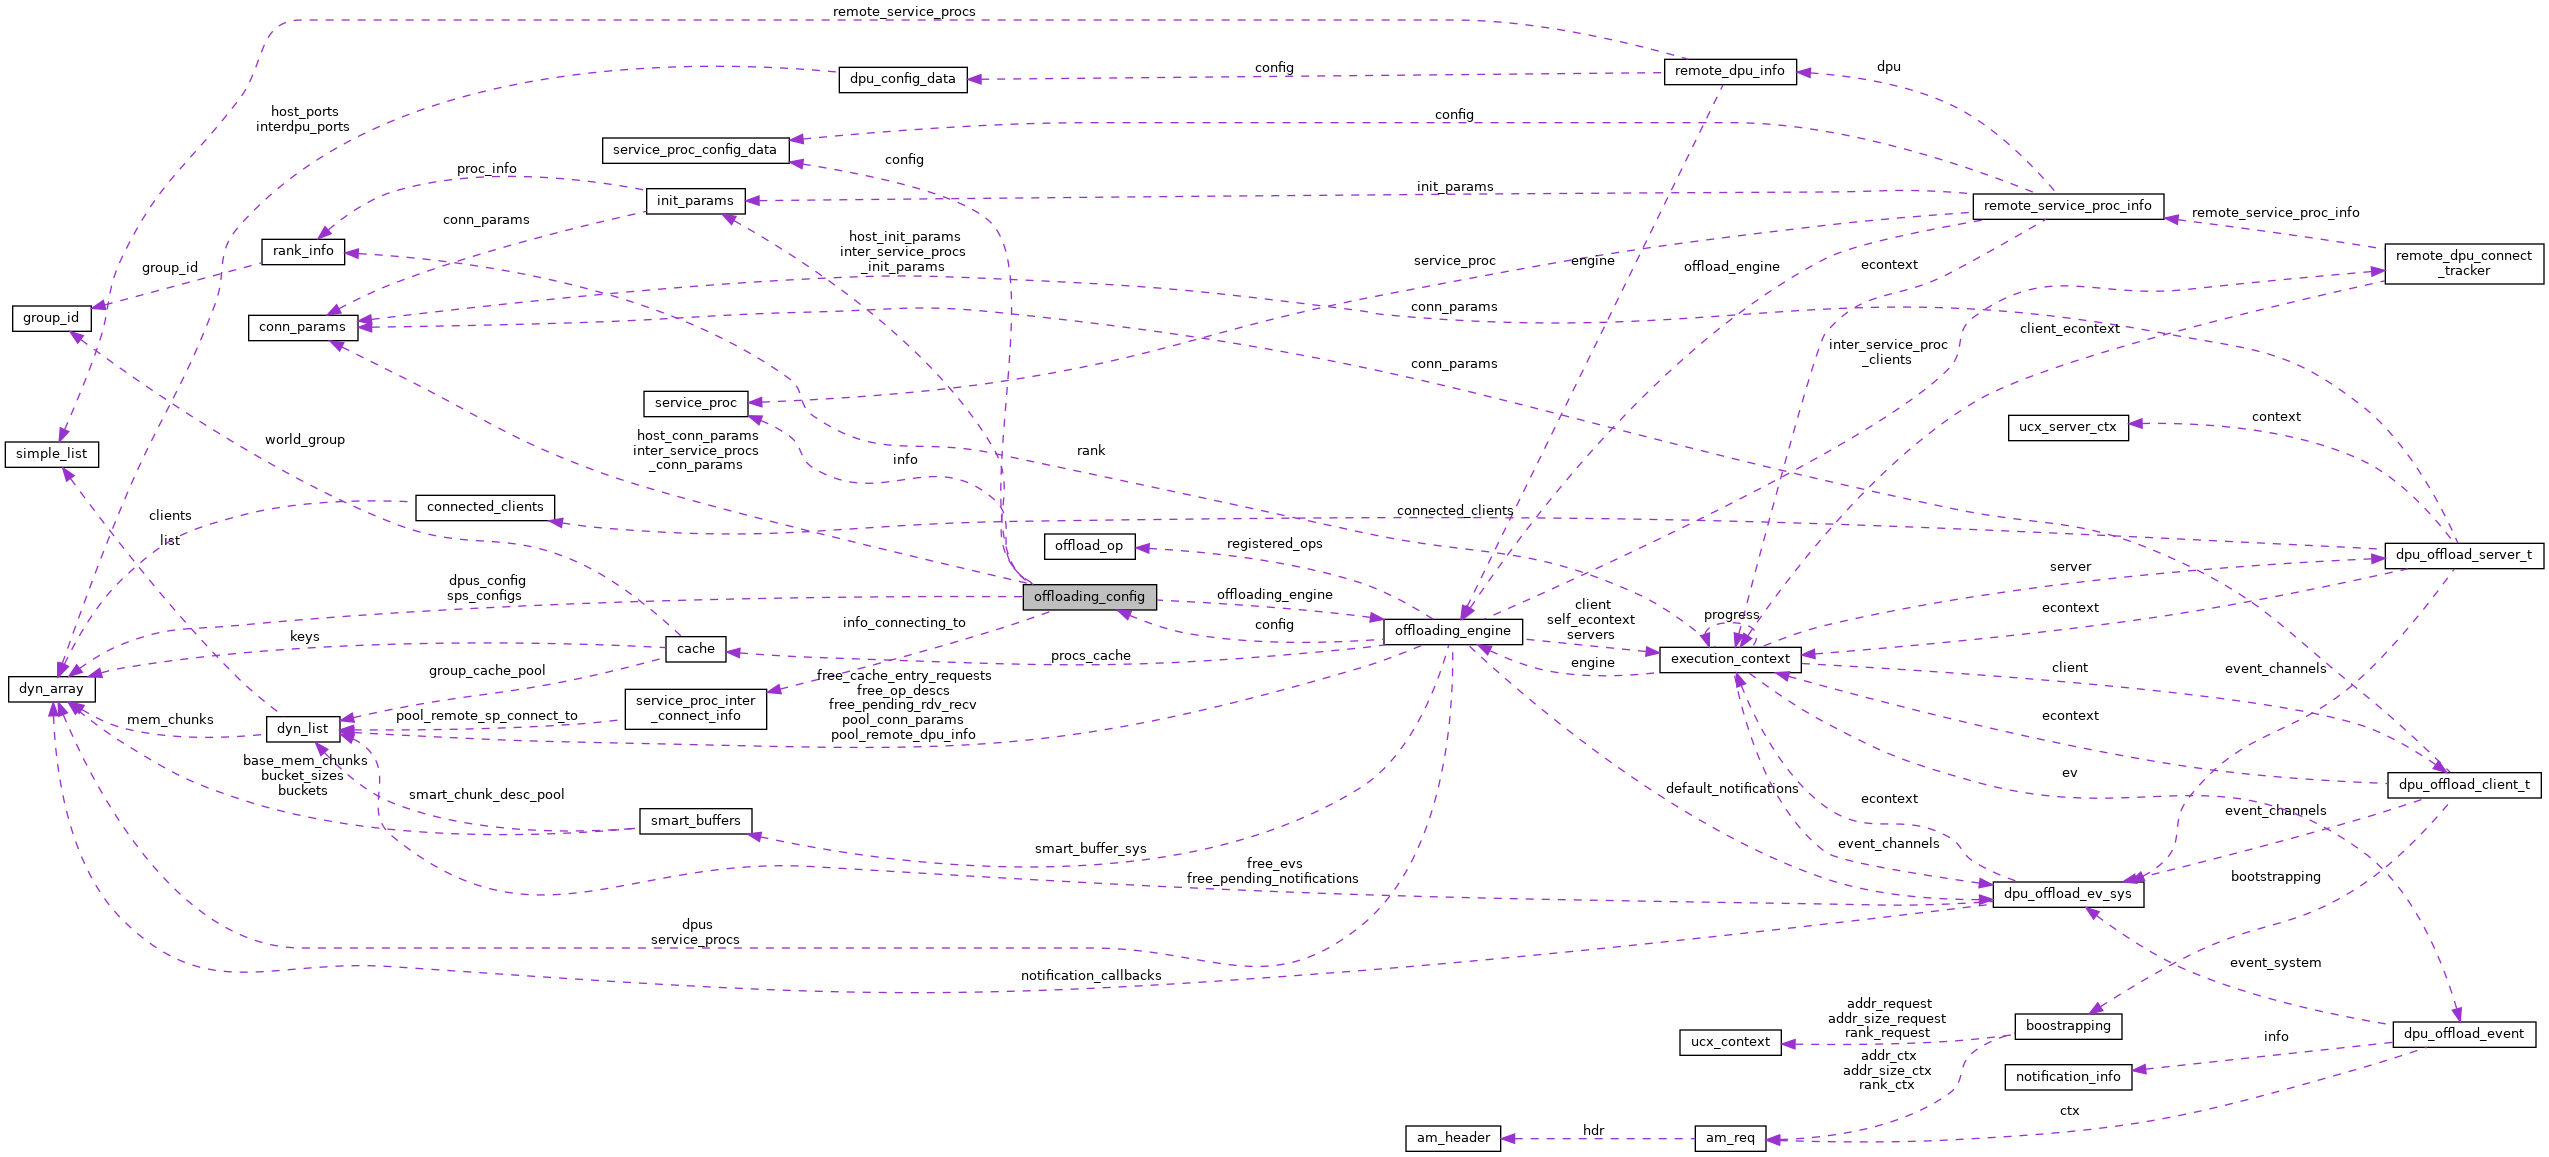 remote_service_procs
remote_dpu_info
dpu
config
dpu_config_data
host_ports
interdpu_ports
config
service_proc_config_data
config
proc_info
init_params
init_params
remote_service_proc_info
remote_service_proc_info
conn_params
rank_info
group_id
host_init_params
inter_service_procs
_init_params
service_proc
engine
offload_engine
econtext
remote_dpu_connect
_tracker
group_id
conn_params
conn_params
client_econtext
inter_service_proc
_clients
conn_params
service_proc
context
ucx_server_ctx
world_group
simple_list
host_conn_params
inter_service_procs
_conn_params
info
rank
connected_clients
clients
list
connected_clients
offload_op
registered_ops
dpu_offload_server_t
server
dpus_config
sps_configs
offloading_config
offloading_engine
client
self_econtext
servers
progress
econtext
info_connecting_to
config
offloading_engine
keys
cache
procs_cache
engine
execution_context
client
event_channels
group_cache_pool
dyn_array
free_cache_entry_requests
free_op_descs
free_pending_rdv_recv
pool_conn_params
pool_remote_dpu_info
service_proc_inter
_connect_info
pool_remote_sp_connect_to
mem_chunks
dyn_list
econtext
base_mem_chunks
bucket_sizes
buckets
smart_chunk_desc_pool
smart_buffers
default_notifications
econtext
ev
dpu_offload_client_t
event_channels
smart_buffer_sys
event_channels
free_evs
free_pending_notifications
dpu_offload_ev_sys
bootstrapping
dpus
service_procs
notification_callbacks
event_system
addr_request
addr_size_request
rank_request
ucx_context
boostrapping
dpu_offload_event
info
addr_ctx
addr_size_ctx
rank_ctx
notification_info
ctx
am_header
hdr
am_req